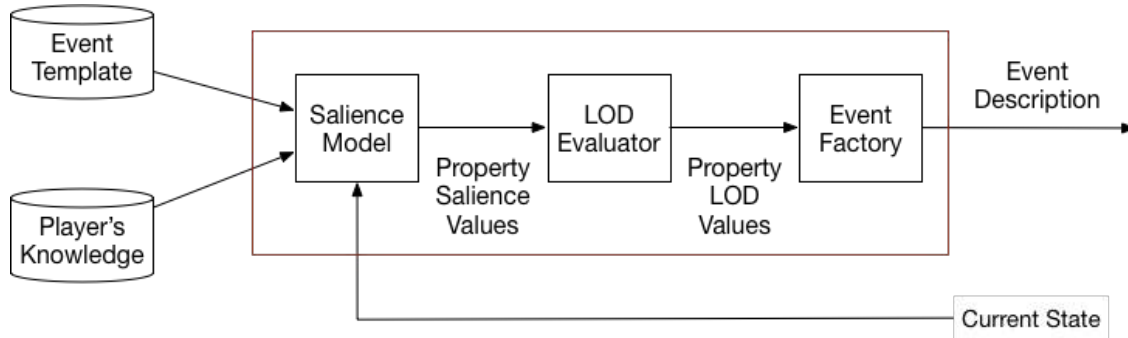 Event
Template
Player's
Knowledge
Salience
Model
Property
Salience
Values
LOD
Evaluator
Property
LOD
Values
Event
Factory
Event
Description
Current State